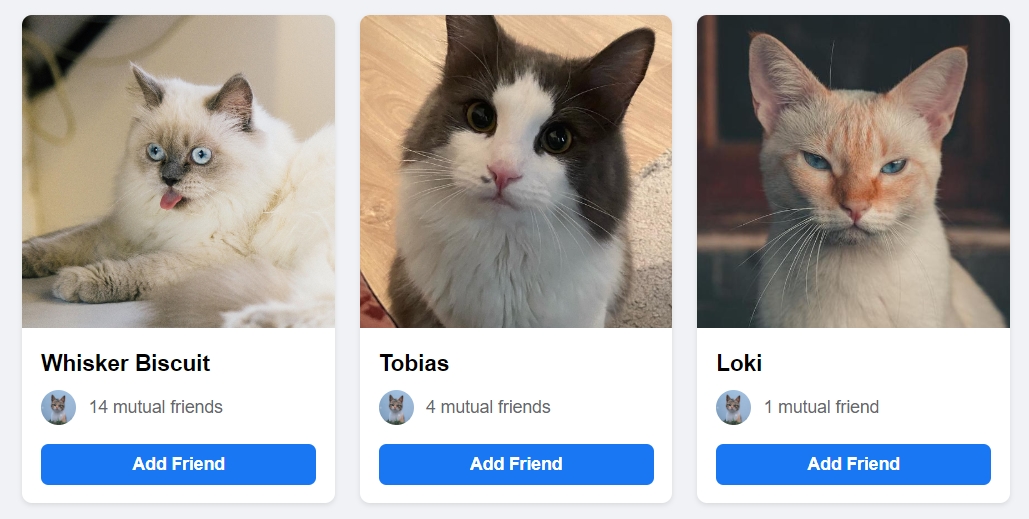 Whisker Biscuit
14 mutual friends
Add Friend
Tobias
4 mutual friends
Add Friend
Loki
1 mutual friend
Add Friend